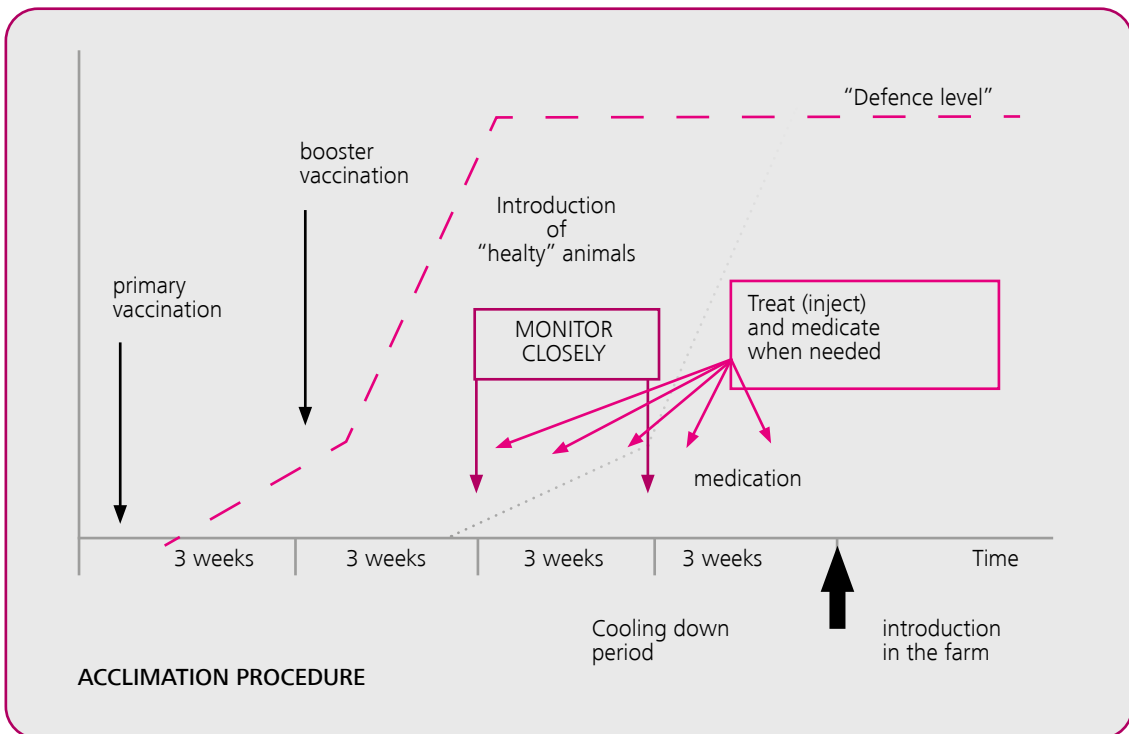 “Defence level”
booster
vaccination
Introduction
of
“healty” animals
primary
vaccination
MONITOR
CLOSELY
Treat (inject)
and medicate
when needed
medication
3 weeks
3 weeks
3 weeks
3 weeks
Time
Cooling down
period
introduction
in the farm
ACCLIMATION PROCEDURE